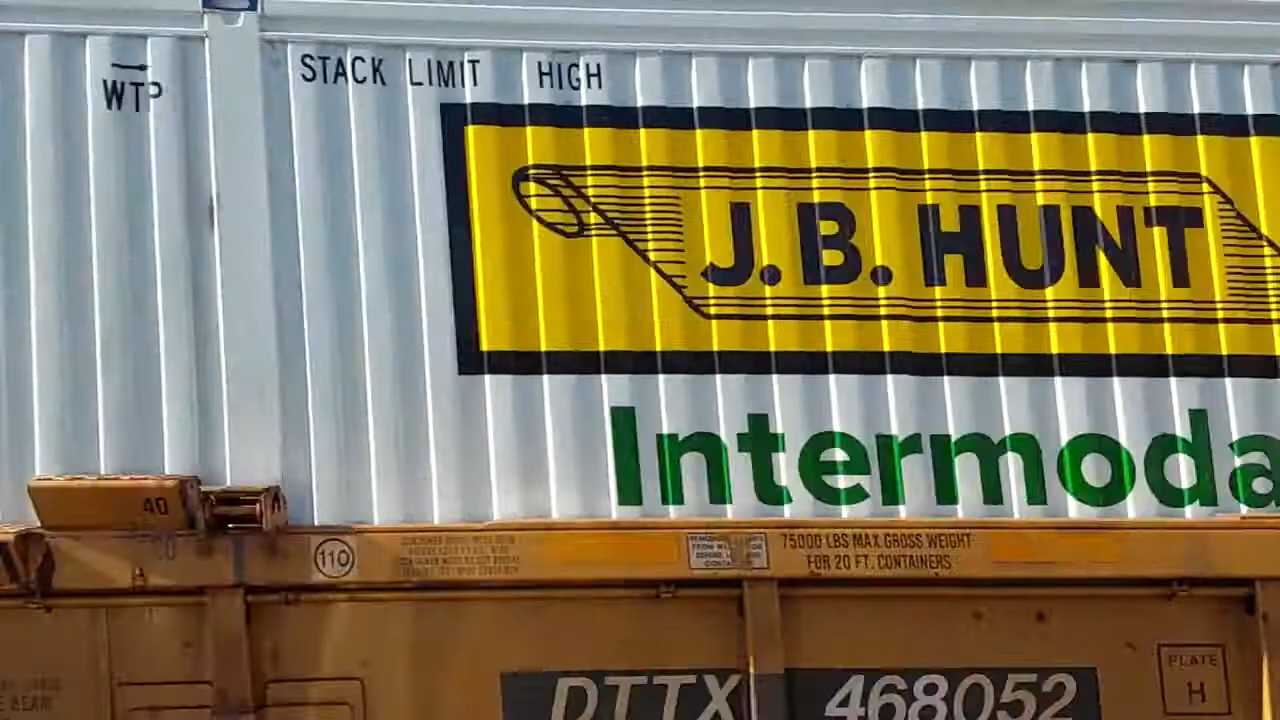 WTP
STACK LIMIT HIGH
J.B. HUNT
Intermoda
40
110
75000 LBS MAX GROSS WEIGHT
FOR 20 FT. CONTAINERS
PLATE
H
DTTX 468052